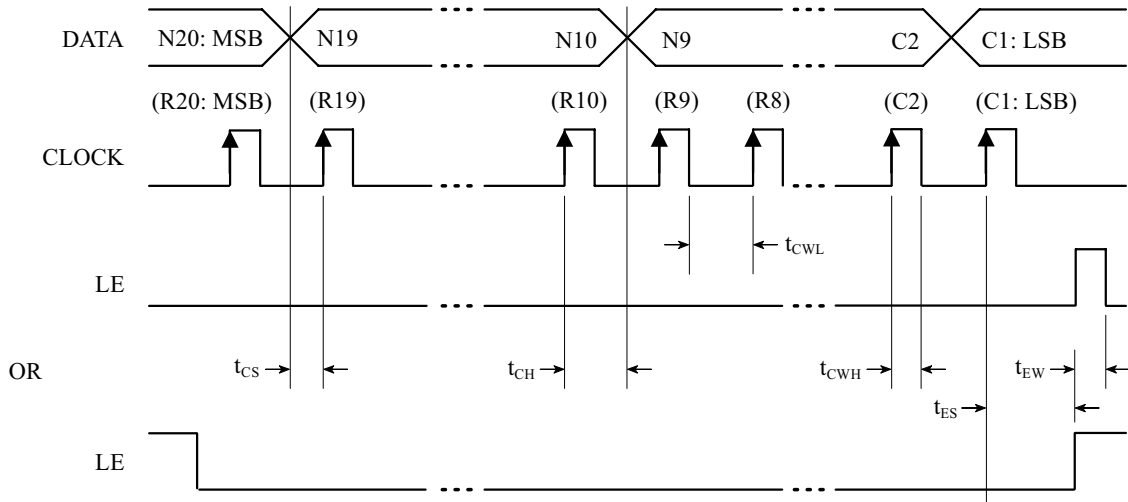 DATA N20: MSB N19 N10 N9 C2 C1: LSB
(R20: MSB) (R19) (R10) (R9) (R8) (C2) (C1: LSB)
CLOCK
tCWL
LE
OR tCS tCH tCWH tEW
tES
LE